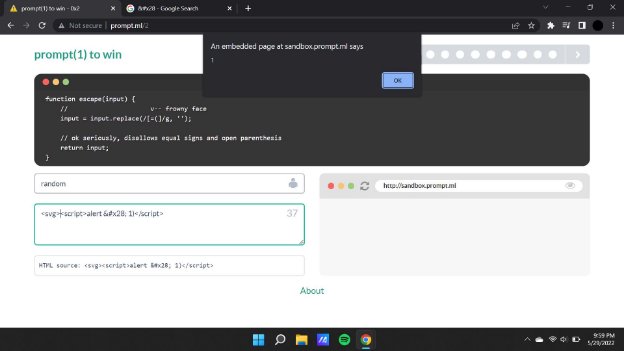 prompt(1) to win - 0x2
&#x28 - Google Search
Not secure | prompt.ml/2
An embedded page at sandbox.prompt.ml says
1
OK
prompt(1) to win
function escape(input) {
// v-- frowny face
input = input.replace(/[=(]/g, '');
// ok seriously, disallows equal signs and open parenthesis
return input;
}
random
http://sandbox.prompt.ml
<svg><script>alert &#x28; 1)</script>
37
HTML source: <svg><script>alert &#x28; 1)</script>
About
9:59 PM
5/29/2022